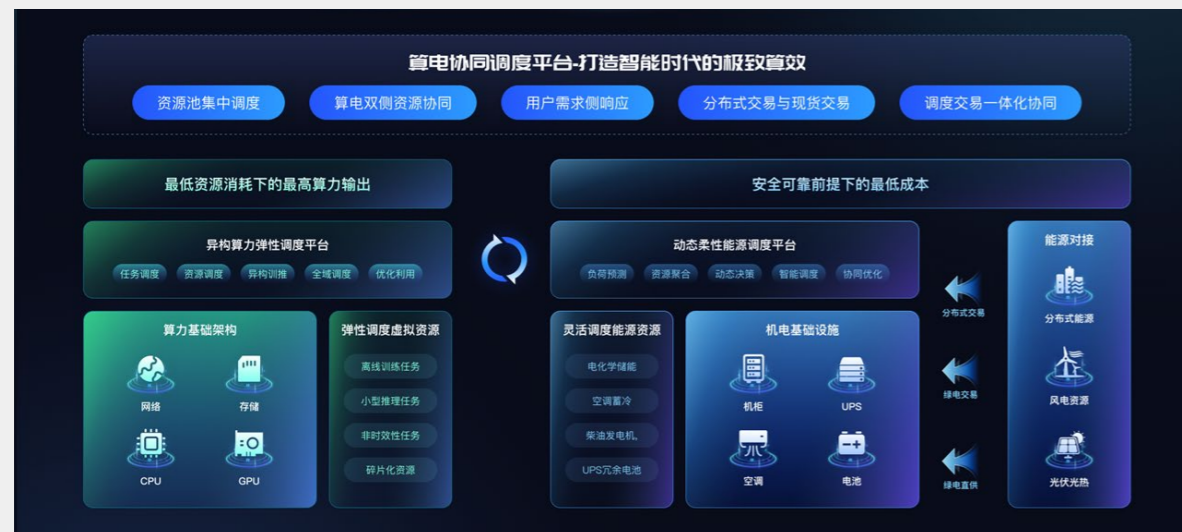 算电协同调度平台-打造智能时代的极致算效
资源池集中调度
算电双侧资源协同
用户需求侧响应
分布式交易与现货交易
调度交易一体化协同
最低资源消耗下的最高算力输出
安全可靠前提下的最低成本
异构算力弹性调度平台
任务调度
资源调度
异构训推
全域调度
优化利用
动态柔性能源调度平台
负荷预测
资源聚合
动态决策
智能调度
协同优化
算力基础架构
网络
存储
CPU
GPU
弹性调度虚拟资源
离线训练任务
小型推理任务
非时效性任务
碎片化资源
灵活调度能源资源
电化学储能
空调蓄冷
柴油发电机。
UPS冗余电池
机电基础设施
机柜
UPS
空调
电池
分布式交易
绿电交易
绿电直供
能源对接
分布式能源
风电资源
光伏光热